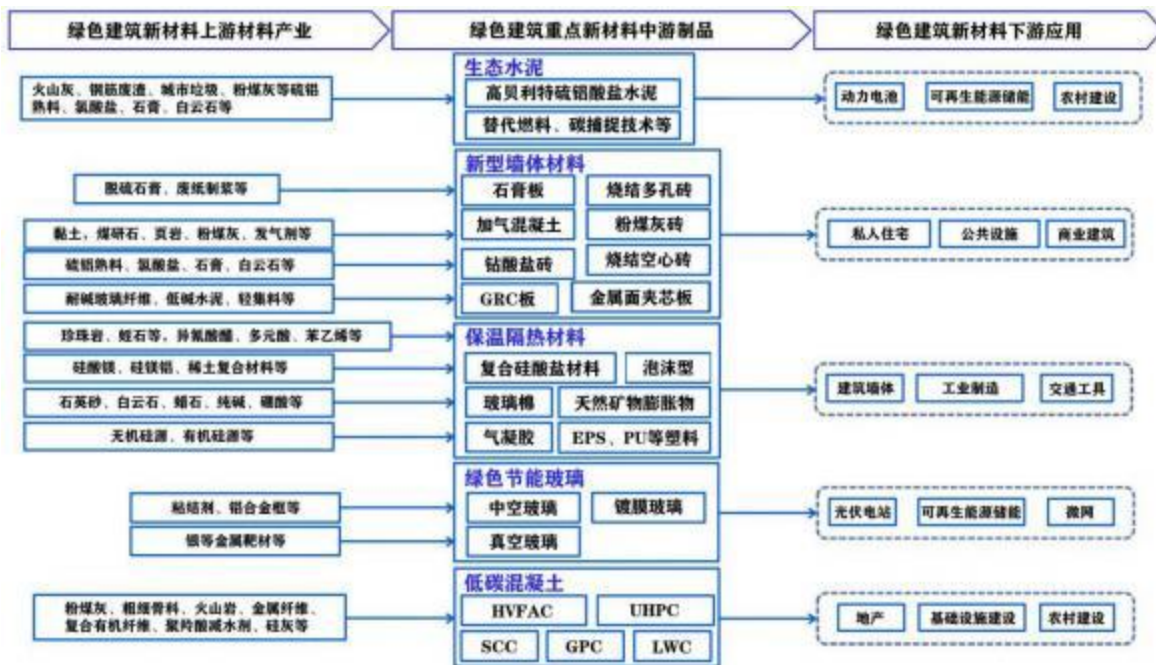 绿色建筑新材料上游材料产业
绿色建筑重点新材料中游制品
绿色建筑新材料下游应用
火山灰、钢筋废渣、城市垃圾、粉煤灰等硫铝
熟料、氯酸盐、石膏、白云石等
生态水泥
高贝利特硫铝酸盐水泥
替代燃料、碳捕捉技术等
动力电池
可再生能源储能
农村建设
脱硫石膏、废纸制浆等
黏土，煤研石、页岩、粉煤灰、发气剂等
硫铝熟料、氯酸盐、石膏、白云石等
耐碱玻璃纤维、低碱水泥、轻集料等
新型墙体材料
石膏板
烧结多孔砖
加气混凝土
粉煤灰砖
钴酸盐砖
烧结空心砖
GRC板
金属面夹芯板
私人住宅
公共设施
商业建筑
珍珠岩、蛭石等，异氰酸醋、多元酸、苯乙烯等
硅酸镁、硅镁铝、稀土复合材料等
石英砂、白云石、蜡石、纯碱、硼酸等
无机硅源、有机硅源等
保温隔热材料
复合硅酸盐材料
泡沫型
玻璃棉
天然矿物膨胀物
气凝胶
EPS、PU等塑料
建筑墙体
工业制造
交通工具
粘结剂、铝合金框等
银等金属靶材等
绿色节能玻璃
中空玻璃
镀膜玻璃
真空玻璃
光伏电站
可再生能源储能
微网
粉煤灰、粗细骨料、火山岩、金属纤维、
复合有机纤维、聚羚酸减水剂、硅灰等
低碳混凝土
HVFAC
UHPC
SCC
GPC
LWC
地产
基础设施建设
农村建设